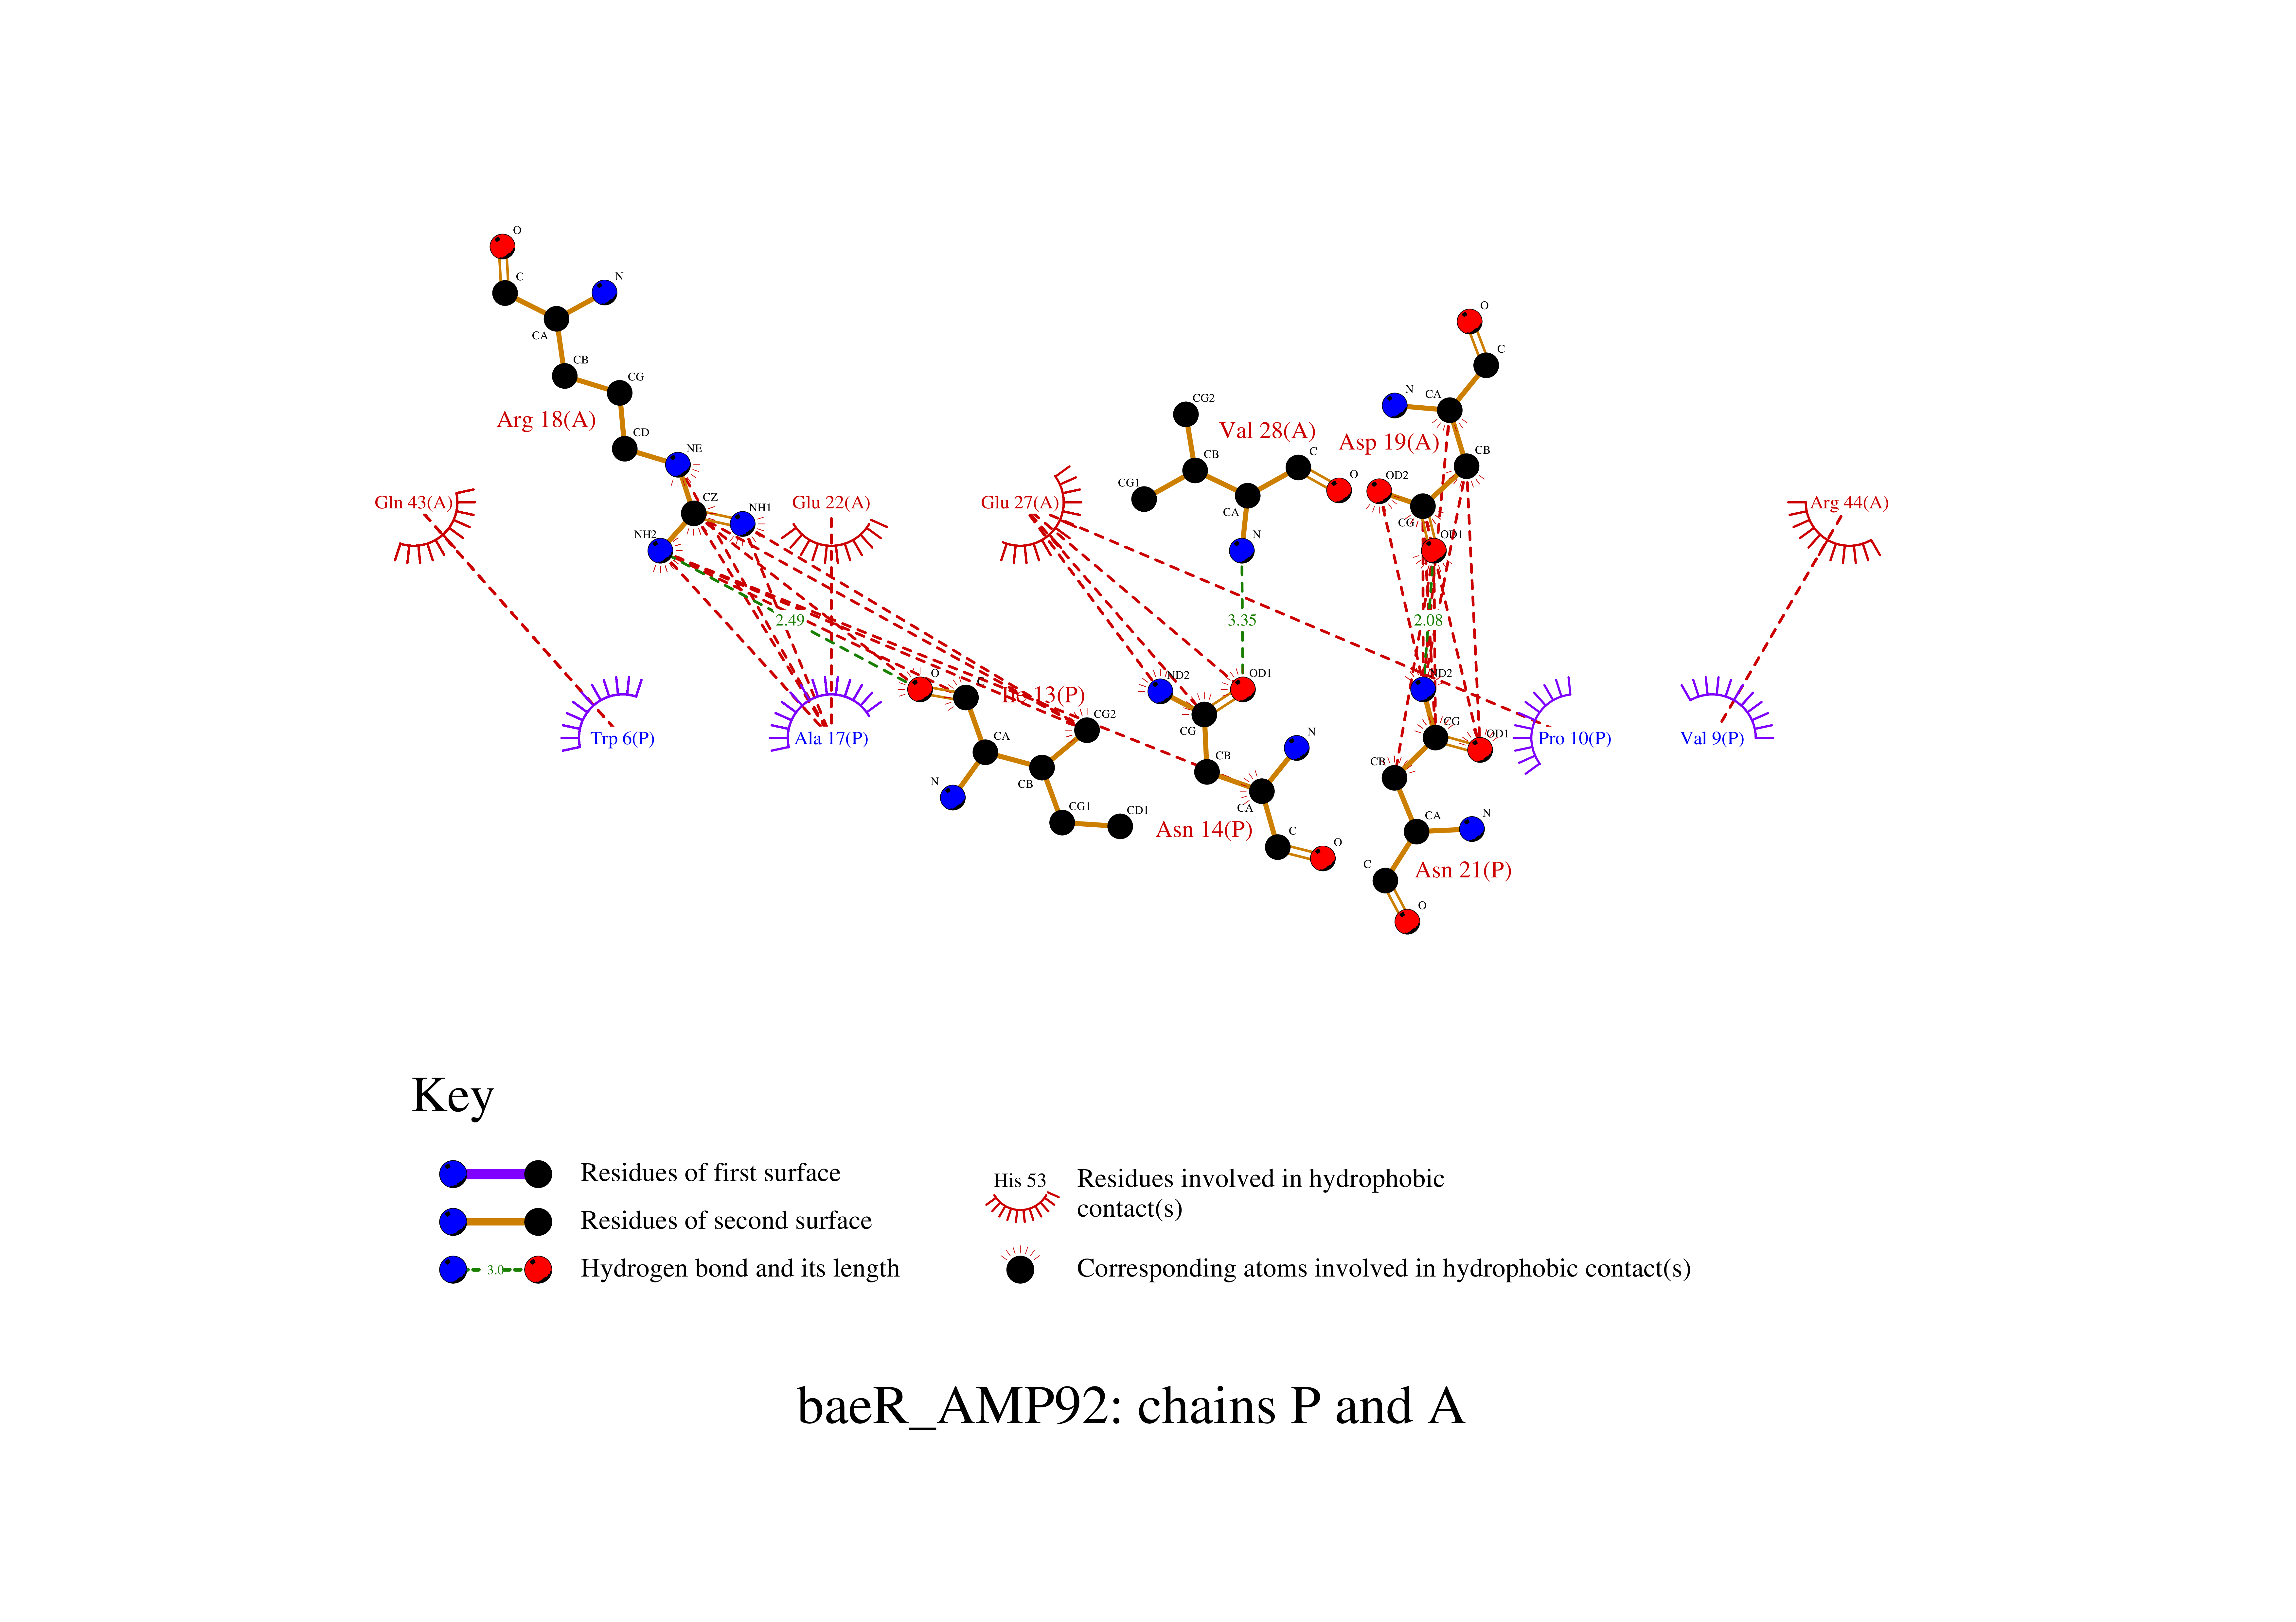 O
C
N
CA
CB
CG
Arg 18(A)
CD
NE
CZ
NH1
NH2
Gln 43(A)
Glu 22(A)
Glu 27(A)
CG2
Val 28(A)
CB
C
CG1
O
CA
N
O
C
N
CA
Asp 19(A)
CB
OD2
CG
OD1
Arg 44(A)
2.49
3.35
2.08
Trp 6(P)
Ala 17(P)
O
Ile 13(P)
CG2
CA
N
CB
CG1
CD1
ND2
OD1
CG
N
CB
CA
Asn 14(P)
C
O
ND2
CG
OD1
CB
CA
N
C
Asn 21(P)
O
Pro 10(P)
Val 9(P)
Key
Residues of first surface
Residues of second surface
3.0
Hydrogen bond and its length
His 53
Residues involved in hydrophobic
contact(s)
Corresponding atoms involved in hydrophobic contact(s)
baeR_AMP92: chains P and A